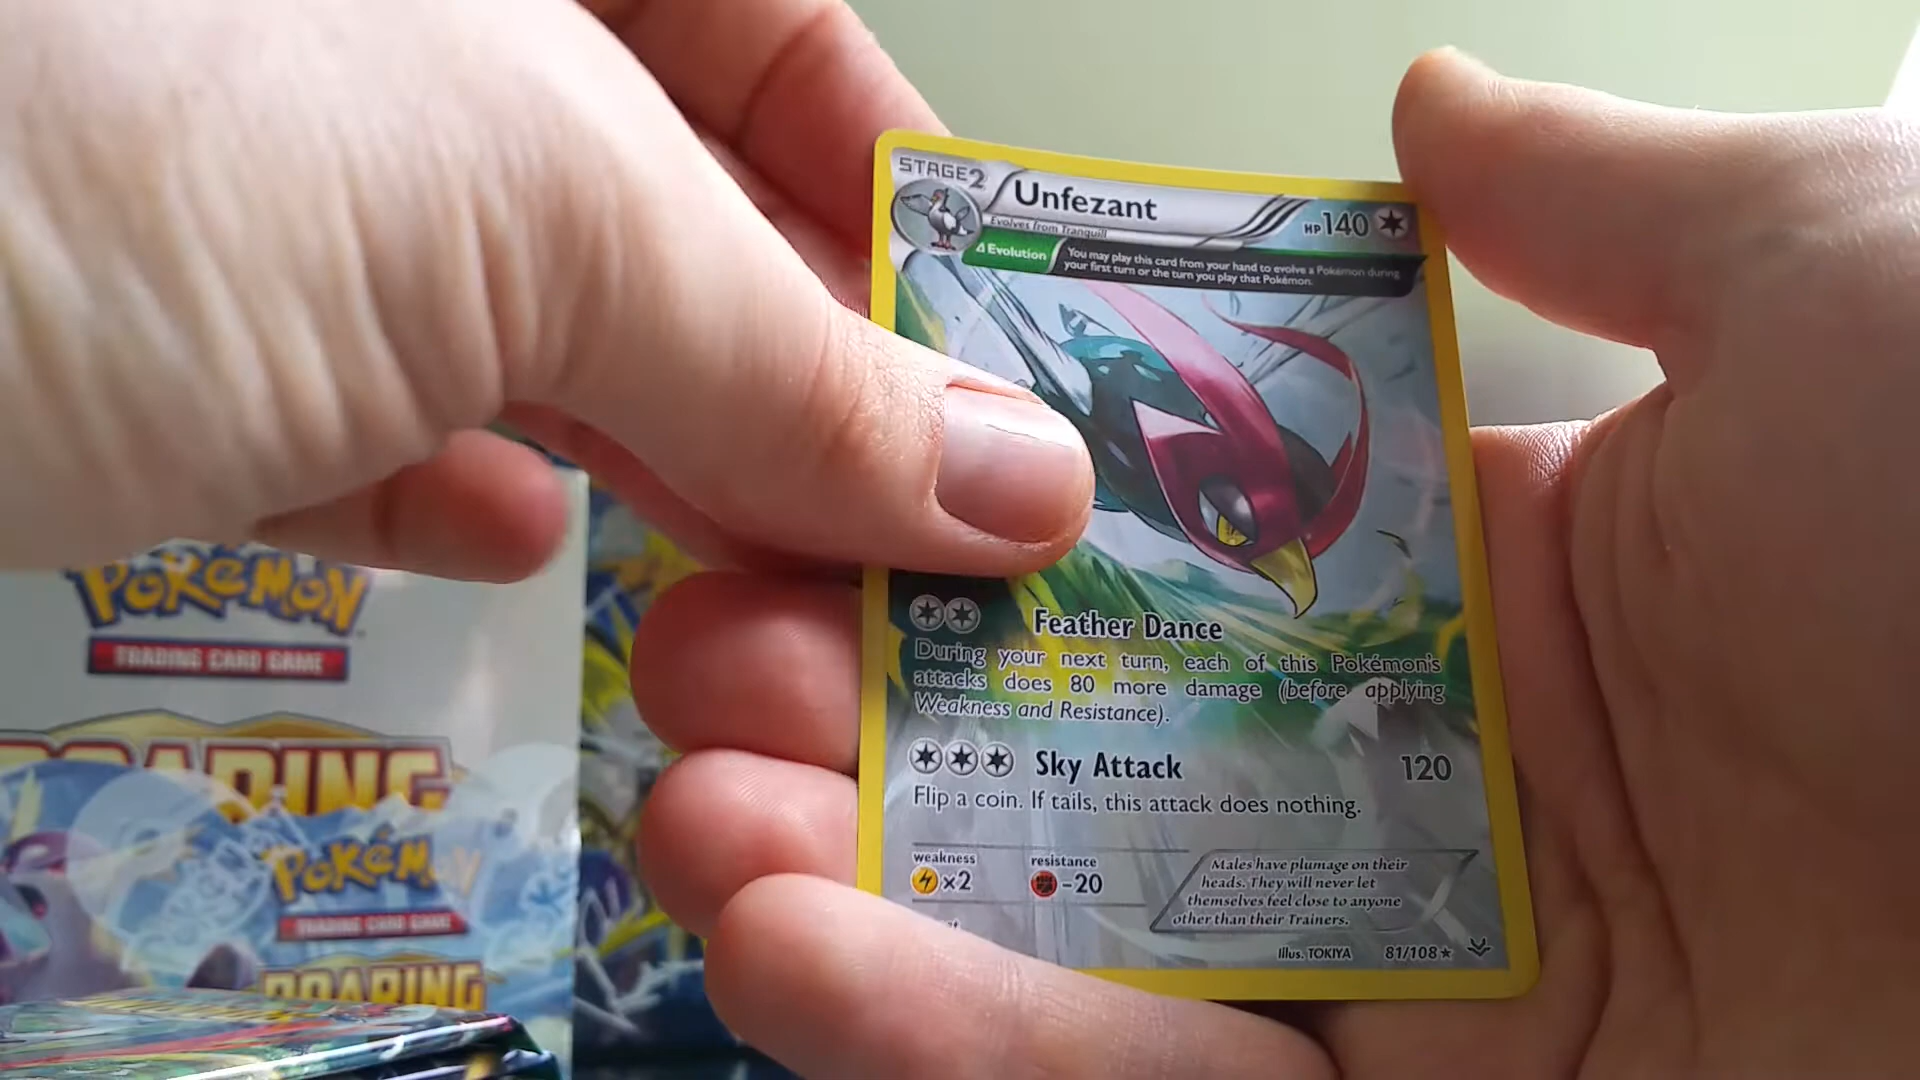 STAGE2
Unfezant
HP140
Evolves from Tranquill
Δ Evolution
You may play this card from your hand to evolve a Pokémon during
your first turn or the turn you play that Pokémon.
Feather Dance
During your next turn, each of this Pokémon's
attacks does 80 more damage (before applying
Weakness and Resistance).
Sky Attack 120
Flip a coin. If tails, this attack does nothing.
weakness
x2
resistance
-20
Males have plumage on their
heads. They will never let
themselves feel close to anyone
other than their Trainers.
Illus. TOKIYA 81/108
POKéMON
TRADING CARD GAME
ROARING
POKéMON
TRADING CARD GAME
ROARING